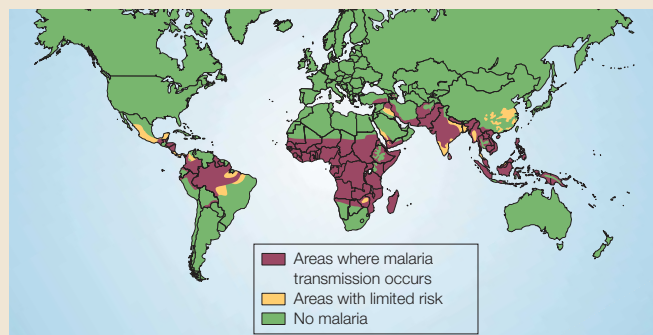 Areas where malaria
transmission occurs
Areas with limited risk
No malaria